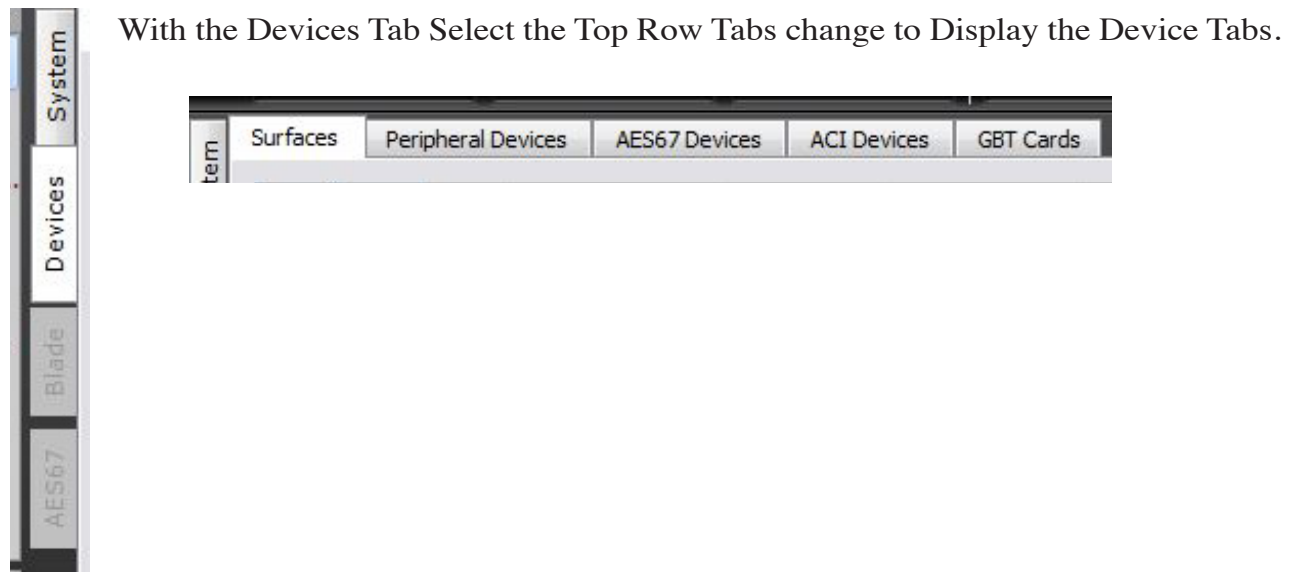 With the Devices Tab Select the Top Row Tabs change to Display the Device Tabs.
System
Devices
Blade
AES67
Surfaces Peripheral Devices AES67 Devices ACI Devices GBT Cards
tem